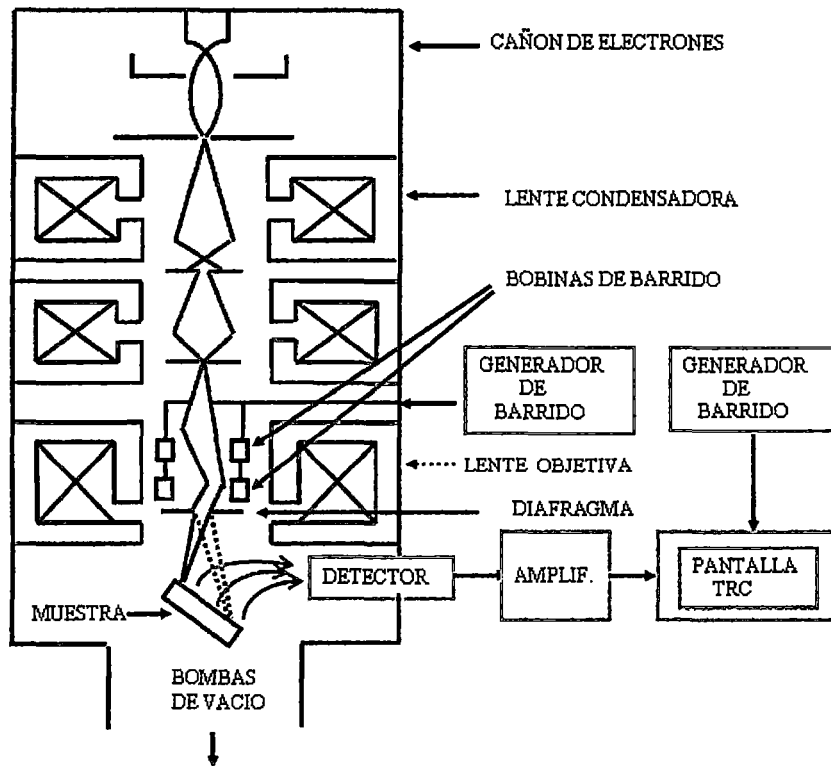 CAÑON DE ELECTRONES
LENTE CONDENSADORA
BOBINAS DE BARRIDO
GENERADOR
DE
BARRIDO
GENERADOR
DE
BARRIDO
LENTE OBJETIVA
DIAFRAGMA
DETECTOR
AMPLIF.
PANTALLA
TRC
MUESTRA
BOMBAS
DE VACIO